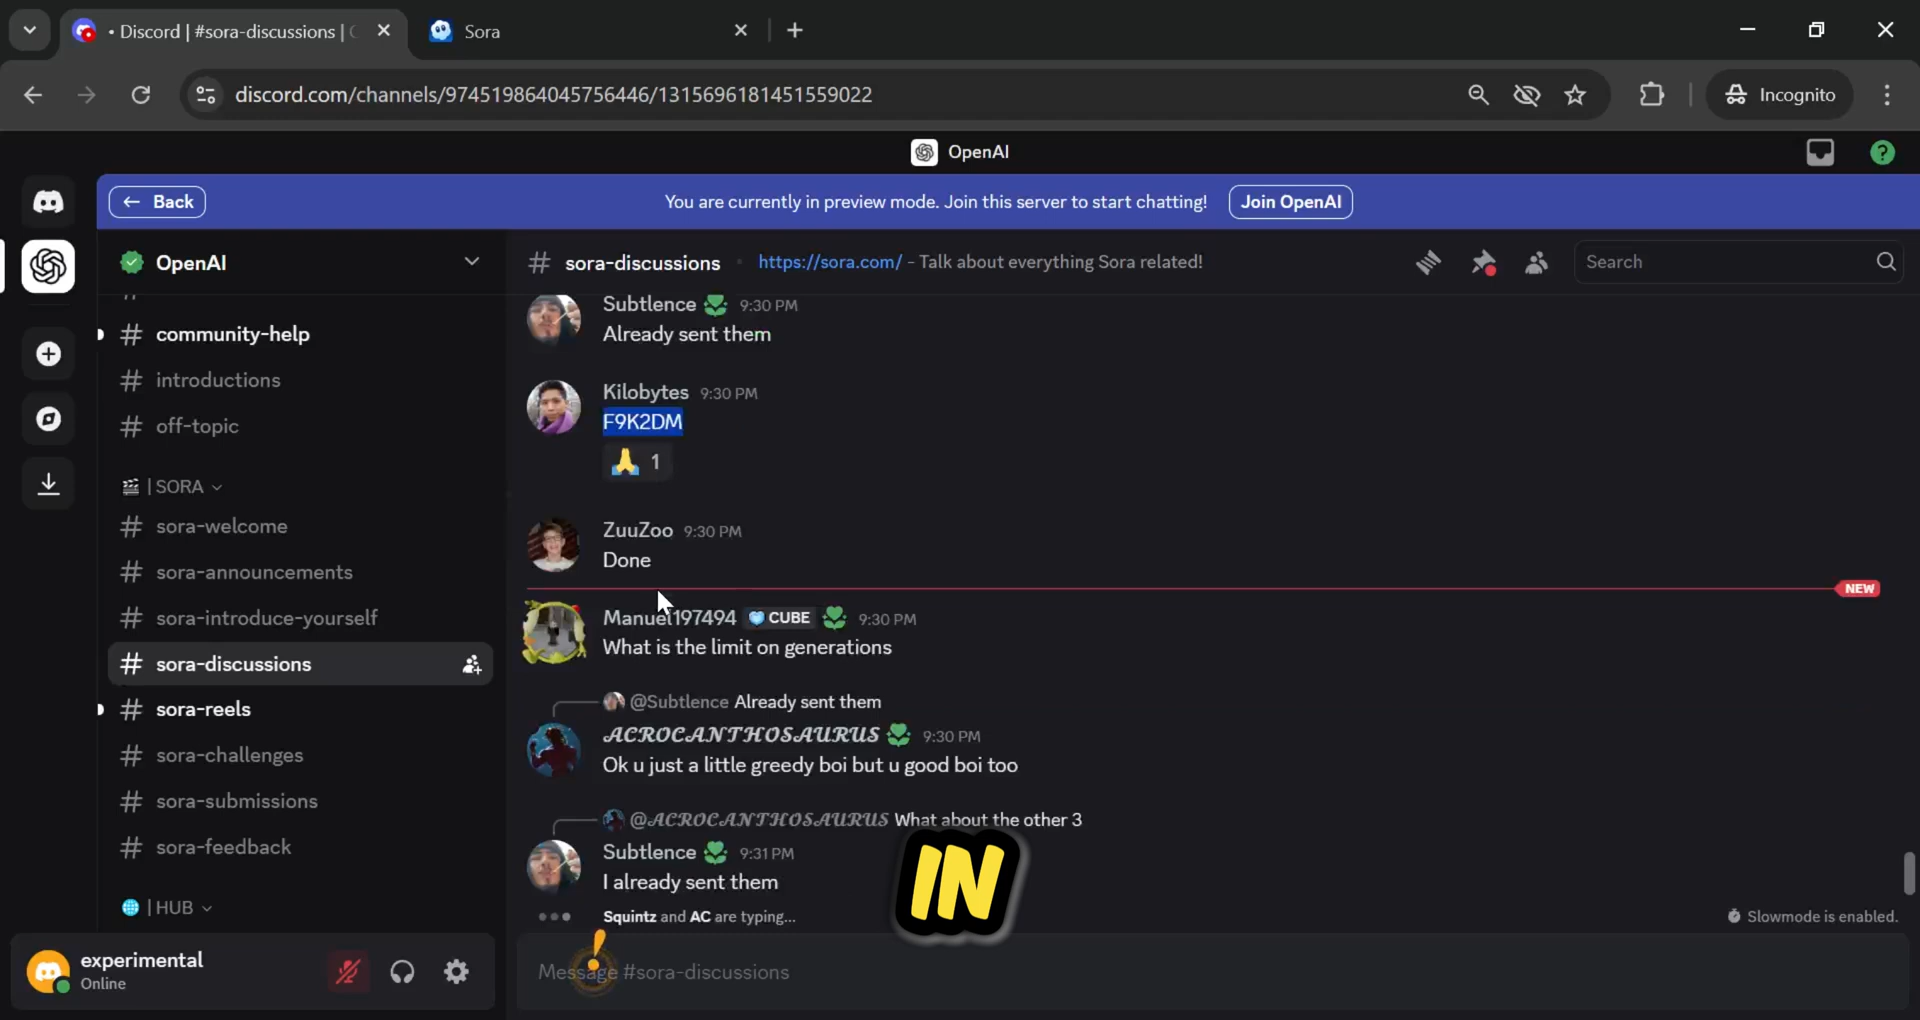 • Discord | #sora-discussions |
Sora
discord.com/channels/974519864045756446/1315696181451559022
Incognito
OpenAI
← Back
You are currently in preview mode. Join this server to start chatting!
Join OpenAI
OpenAI
# sora-discussions
https://sora.com/ - Talk about everything Sora related!
Search
# community-help
# introductions
# off-topic
| SORA
# sora-welcome
# sora-announcements
# sora-introduce-yourself
# sora-discussions
# sora-reels
# sora-challenges
# sora-submissions
# sora-feedback
| HUB
experimental
Online
Subtlence 9:30 PM
Already sent them
Kilobytes 9:30 PM
F9K2DM
🙏 1
ZuuZoo 9:30 PM
Done
NEW
Manuel197494 CUBE 9:30 PM
What is the limit on generations
@Subtlence Already sent them
𝓐𝓒𝓡𝓞𝓒𝓐𝓝𝓣𝓗𝓞𝓢𝓐𝓤𝓡𝓤𝓢 9:30 PM
Ok u just a little greedy boi but u good boi too
@𝓐𝓒𝓡𝓞𝓒𝓐𝓝𝓣𝓗𝓞𝓢𝓐𝓤𝓡𝓤𝓢 What about the other 3
Subtlence 9:31 PM
I already sent them
IN
Squintz and AC are typing...
Slowmode is enabled.
Message #sora-discussions